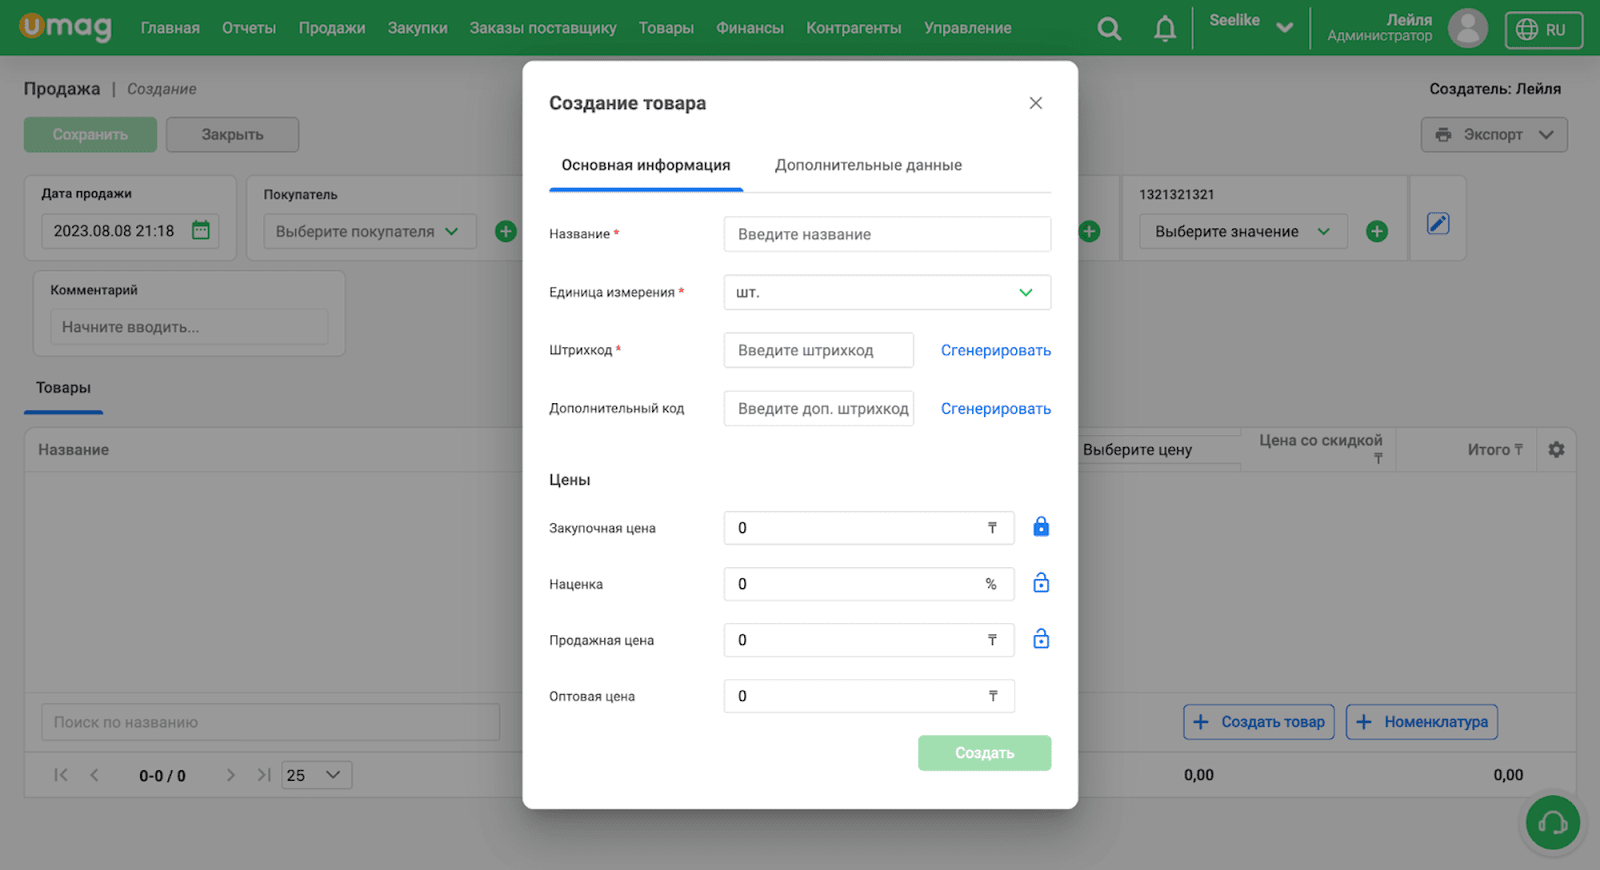 umag
Главная
Отчеты
Продажи
Закупки
Заказы поставщику
Товары
Финансы
Контрагенты
Управление
Seelike
Лейля
Администратор
RU
Продажа | Создание
Создатель: Лейля
Сохранить
Закрыть
Экспорт
Дата продажи
2023.08.08 21:18
Покупатель
Выберите покупателя
1321321321
Выберите значение
Комментарий
Начните вводить...
Товары
Название
Выберите цену
Цена со скидкой
₸
Итого ₸
Поиск по названию
+ Создать товар
+ Номенклатура
0-0 / 0
25
0,00
0,00
Создание товара
Основная информация
Дополнительные данные
Название *
Введите название
Единица измерения *
шт.
Штрихкод *
Введите штрихкод
Сгенерировать
Дополнительный код
Введите доп. штрихкод
Сгенерировать
Цены
Закупочная цена
0 ₸
Наценка
0 %
Продажная цена
0 ₸
Оптовая цена
0 ₸
Создать